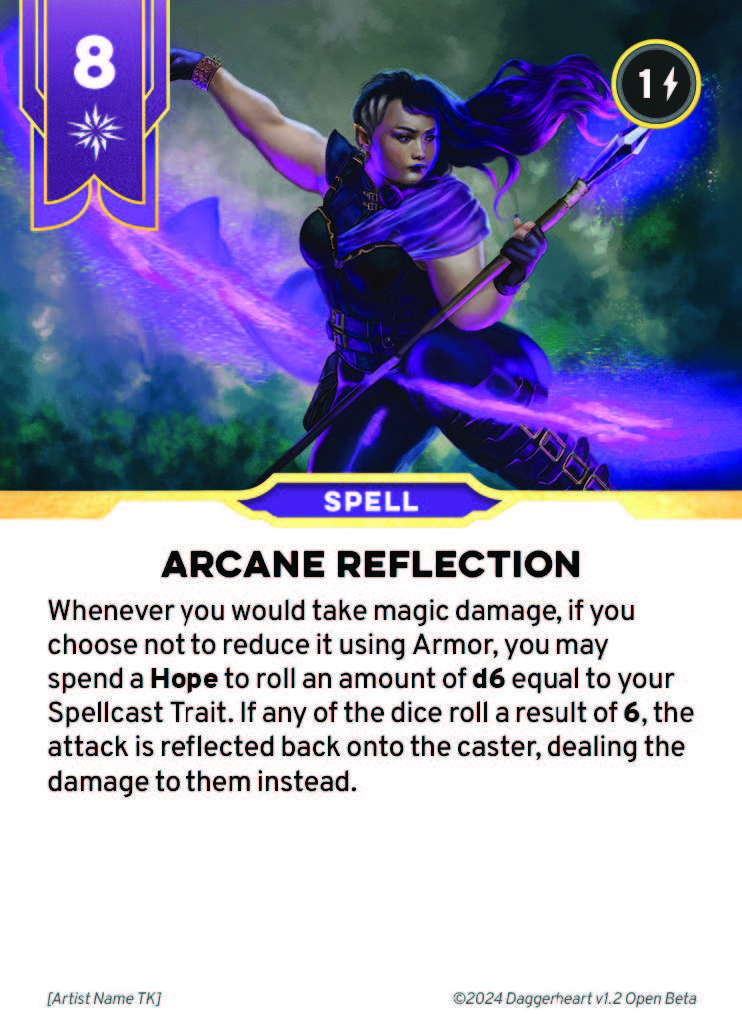 8
1
SPELL
ARCANE REFLECTION
Whenever you would take magic damage, if you
choose not to reduce it using Armor, you may
spend a Hope to roll an amount of d6 equal to your
Spellcast Trait. If any of the dice roll a result of 6, the
attack is reflected back onto the caster, dealing the
damage to them instead.
[Artist Name TK]
©2024 Daggerheart v1.2 Open Beta